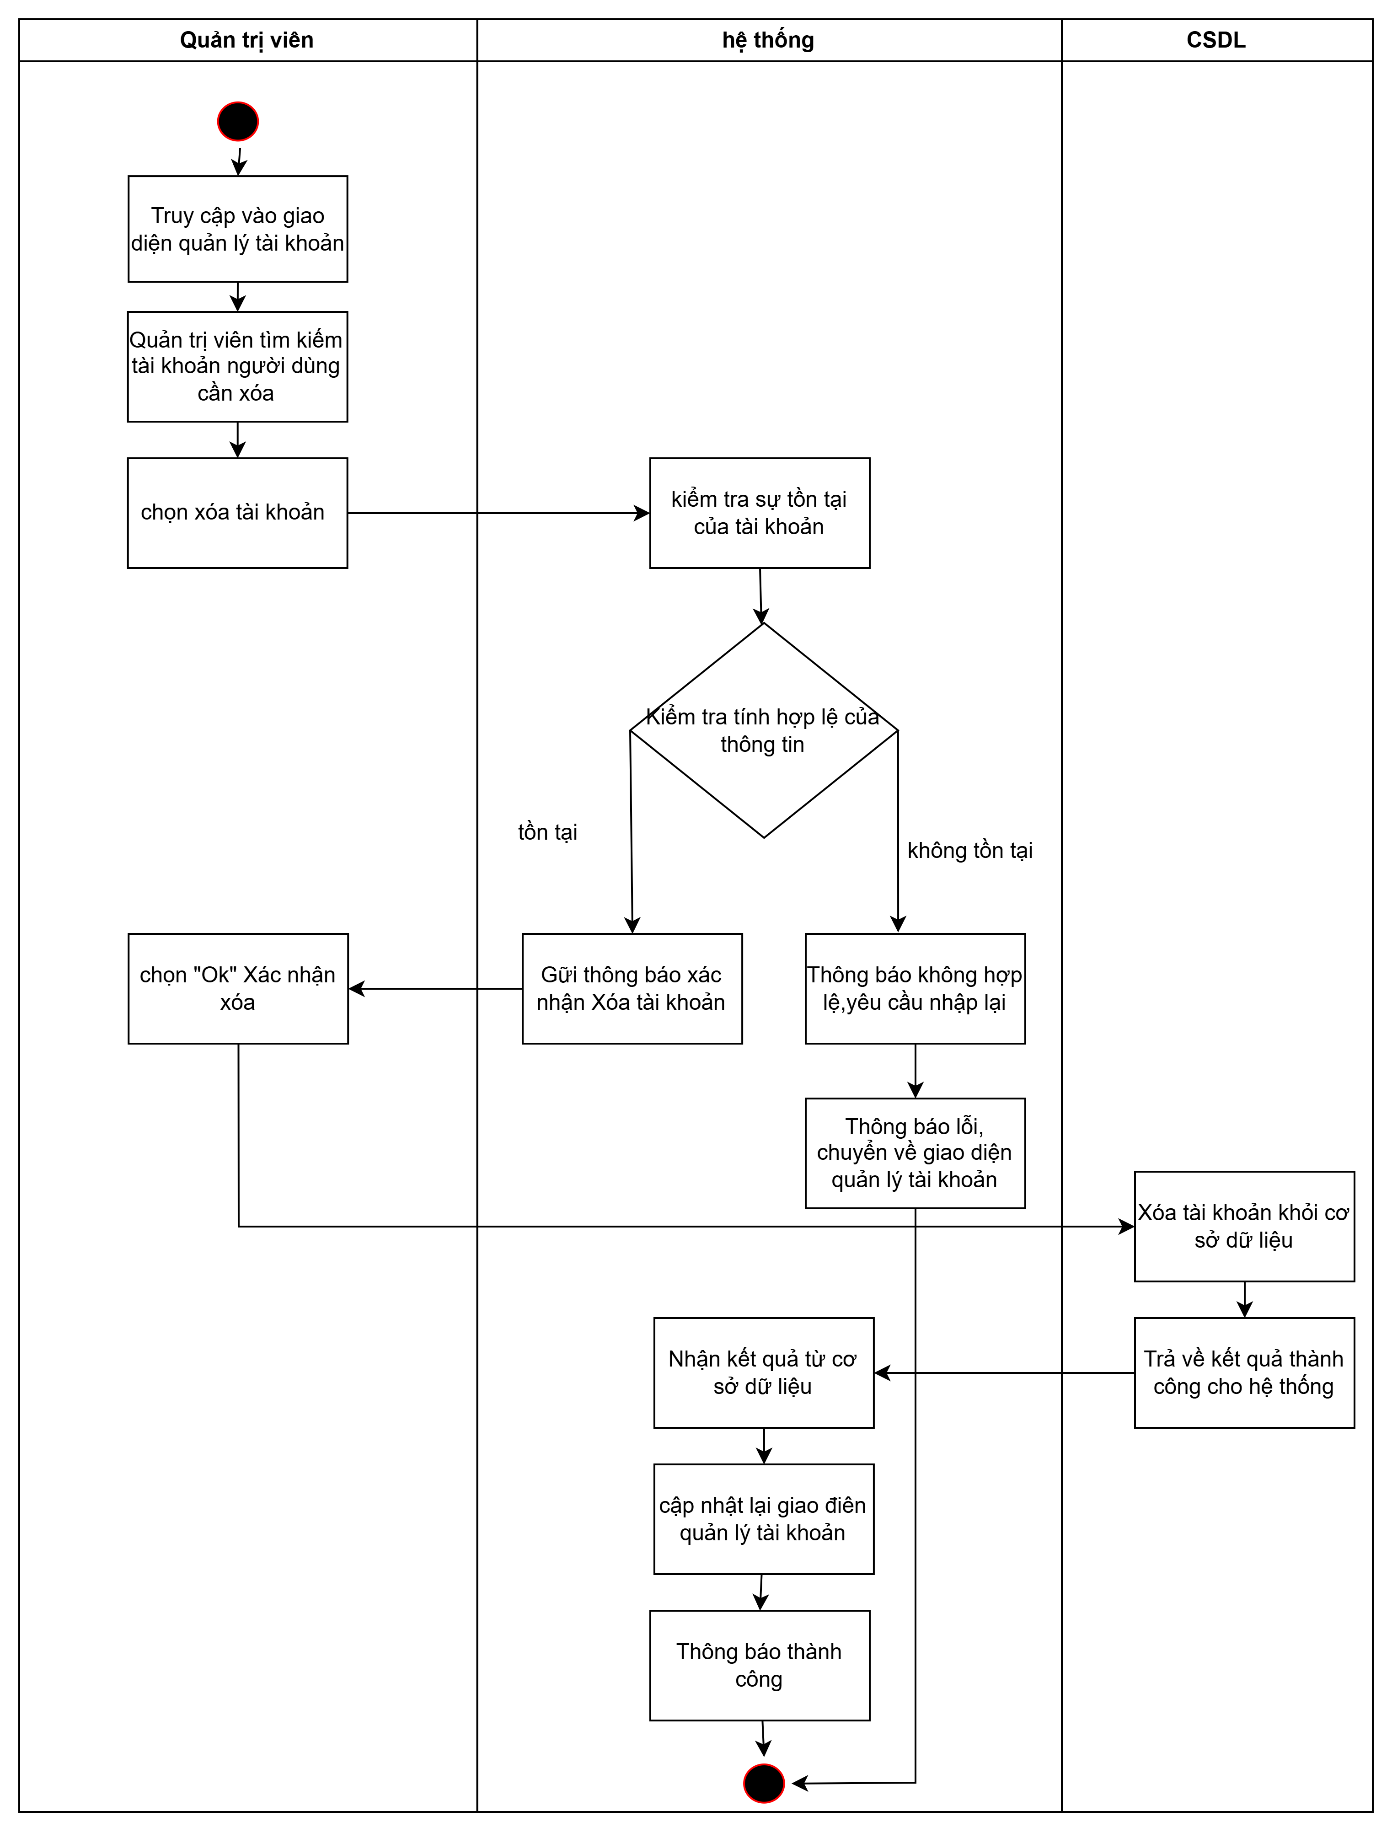 Quản trị viên
hệ thống
CSDL
Truy cập vào giao
diện quản lý tài khoản
Quản trị viên tìm kiếm
tài khoản người dùng
cần xóa
chọn xóa tài khoản
kiểm tra sự tồn tại
của tài khoản
Kiểm tra tính hợp lệ của
thông tin
tồn tại
không tồn tại
chọn "Ok" Xác nhận
xóa
Gữi thông báo xác
nhận Xóa tài khoản
Thông báo không hợp
lệ,yêu cầu nhập lại
Thông báo lỗi,
chuyển về giao diện
quản lý tài khoản
Xóa tài khoản khỏi cơ
sở dữ liệu
Nhận kết quả từ cơ
sở dữ liệu
Trả về kết quả thành
công cho hệ thống
cập nhật lại giao điên
quản lý tài khoản
Thông báo thành
công